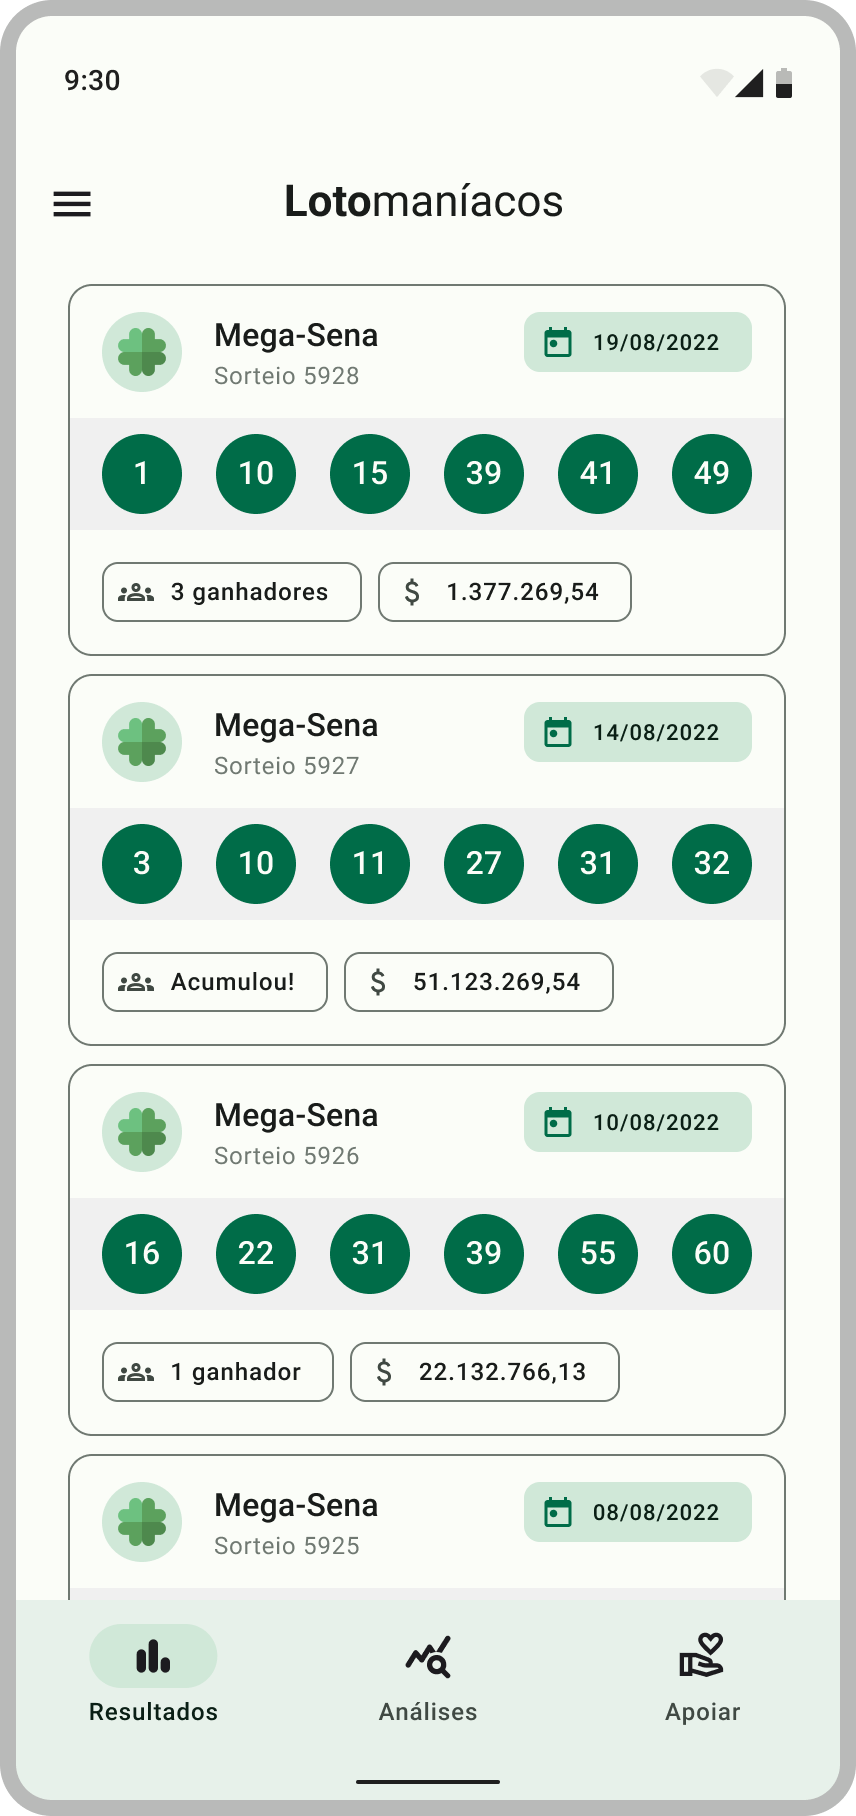 9:30
Lotomaníacos
Mega-Sena
19/08/2022
Sorteio 5928
1 10 15 39 41 49
3 ganhadores $ 1.377.269,54
Mega-Sena
14/08/2022
Sorteio 5927
3 10 11 27 31 32
Acumulou! $ 51.123.269,54
Mega-Sena
10/08/2022
Sorteio 5926
16 22 31 39 55 60
1 ganhador $ 22.132.766,13
Mega-Sena
08/08/2022
Sorteio 5925
Resultados Análises Apoiar